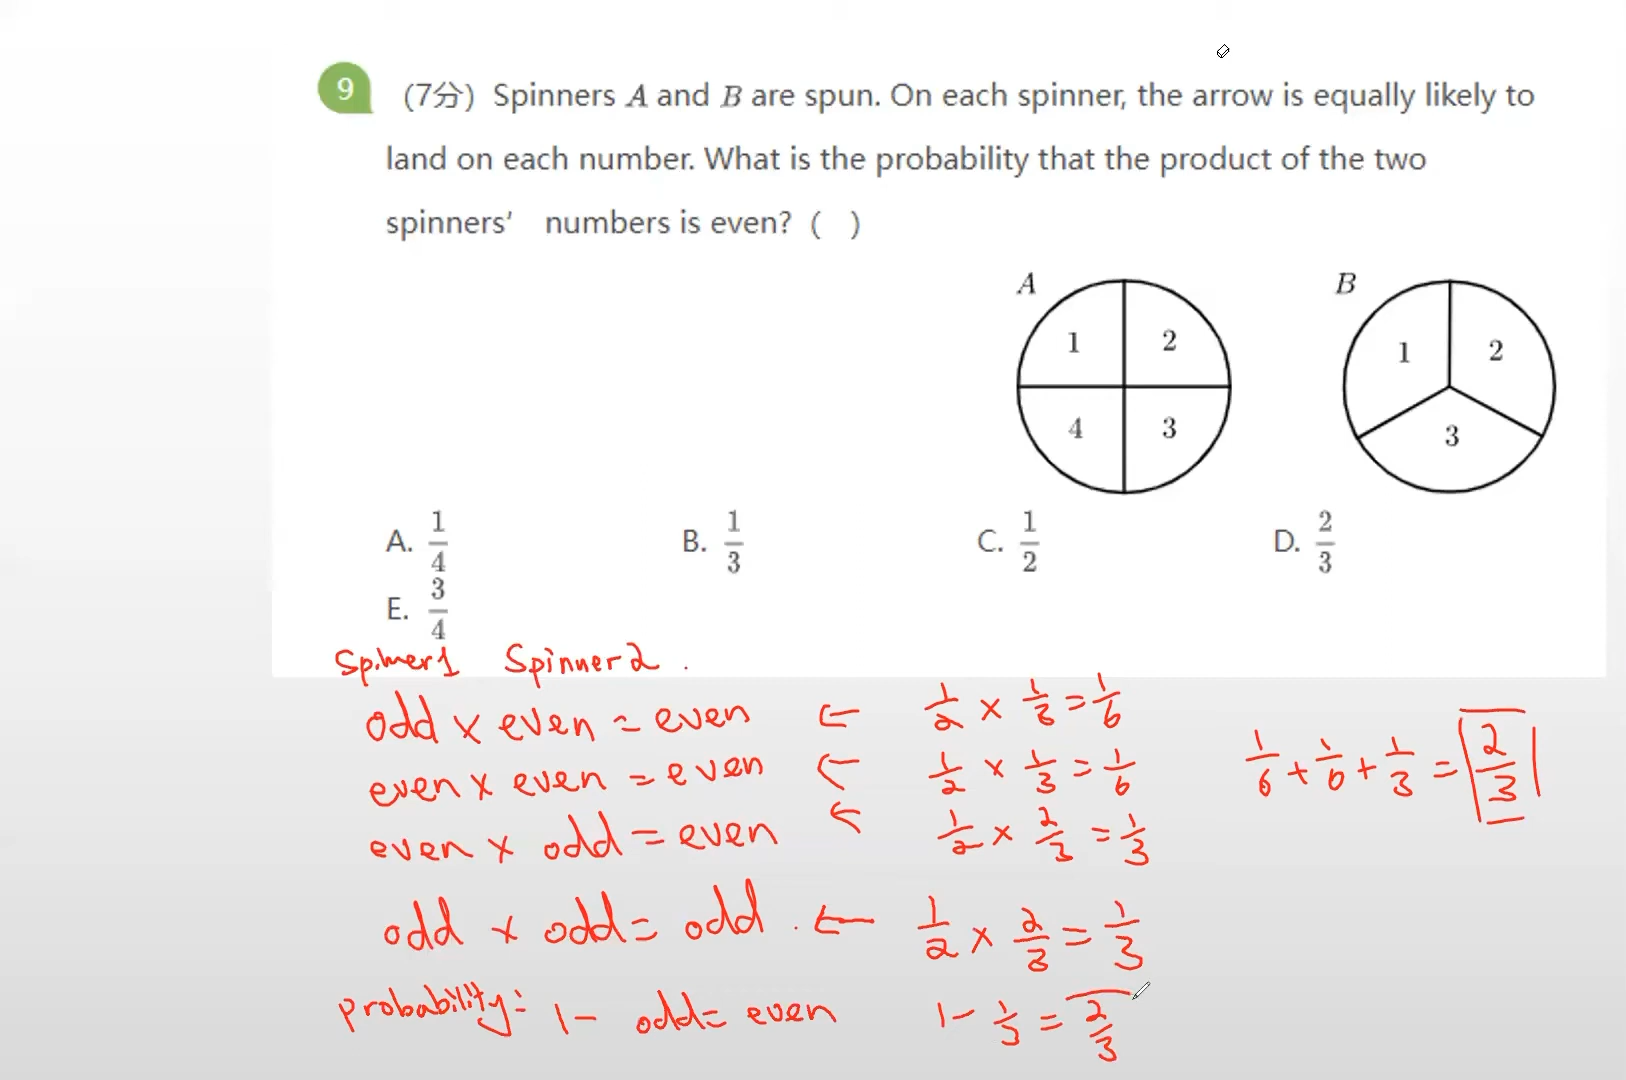 9 (7分) Spinners A and B are spun. On each spinner, the arrow is equally likely to
land on each number. What is the probability that the product of the two
spinners' numbers is even? ( )
A
1 2
4 3
B
1 2
3
A. 1/4 B. 1/3 C. 1/2 D. 2/3
E. 3/4
Spinner1 Spinner2 .
odd x even = even ← 1/2 x 1/3 = 1/6
even x even = even ← 1/2 x 1/3 = 1/6
even x odd = even ← 1/2 x 2/3 = 1/3
1/6 + 1/6 + 1/3 = 2/3
odd x odd = odd . ← 1/2 x 2/3 = 1/3
probability: 1 - odd = even 1 - 1/3 = 2/3